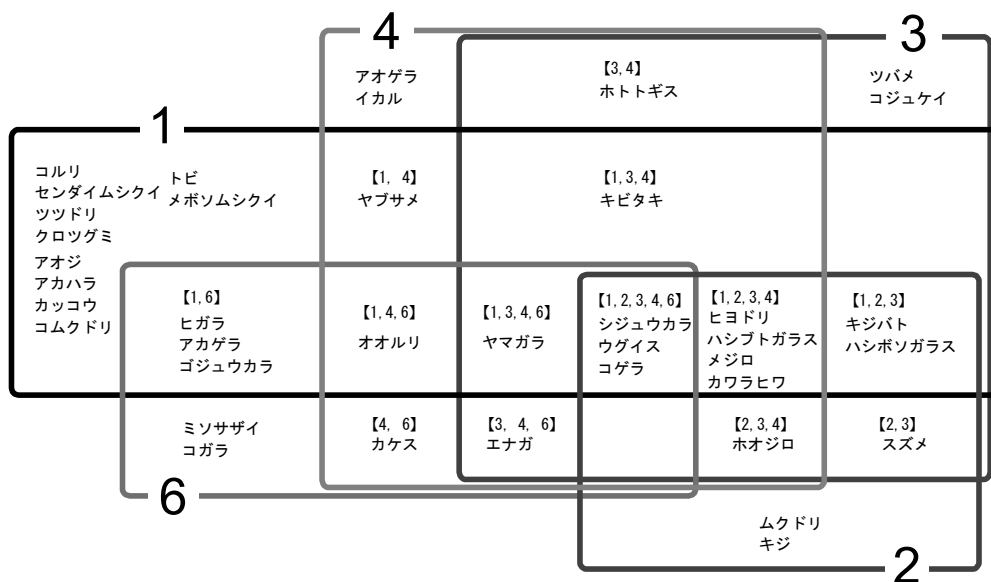 4
3
アオゲラ
イカル
【3,4】
ホトトギス
ツバメ
コジュケイ
1
コルリ
センダイムシクイ
ツツドリ
クロツグミ
アオジ
アカハラ
カッコウ
コムクドリ
トビ
メボソムシクイ
【1, 4】
ヤブサメ
【1,3,4】
キビタキ
【1,6】
ヒガラ
アカゲラ
ゴジュウカラ
【1,4,6】
オオルリ
【1,3,4,6】
ヤマガラ
【1,2,3,4,6】
シジュウカラ
ウグイス
コゲラ
【1,2,3,4】
ヒヨドリ
ハシブトガラス
メジロ
カワラヒワ
【1,2,3】
キジバト
ハシボソガラス
ミソサザイ
コガラ
【4, 6】
カケス
【3, 4, 6】
エナガ
【2,3,4】
ホオジロ
【2,3】
スズメ
6
ムクドリ
キジ
2